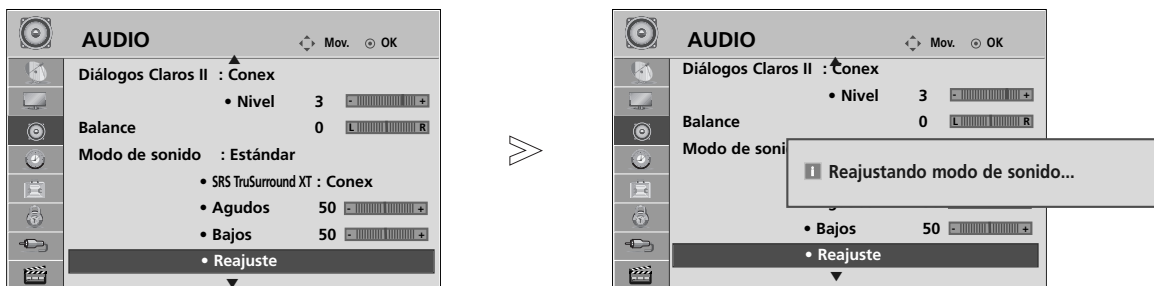 AUDIO
Mov. OK
Diálogos Claros II : Conex
• Nivel 3 - +
Balance 0 L R
Modo de sonido : Estándar
• SRS TruSurround XT : Conex
• Agudos 50 - +
• Bajos 50 - +
• Reajuste
AUDIO
Mov. OK
Diálogos Claros II : Conex
• Nivel 3 - +
Balance 0 L R
Modo de soni
Reajustando modo de sonido...
• Bajos 50 - +
• Reajuste